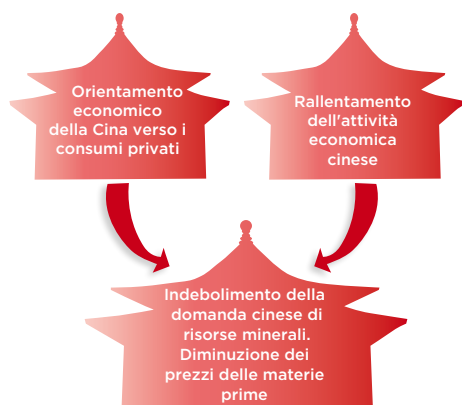 Orientamento
economico
della Cina verso i
consumi privati
Rallentamento
dell'attività
economica
cinese
Indebolimento della
domanda cinese di
risorse minerali.
Diminuzione dei
prezzi delle materie
prime